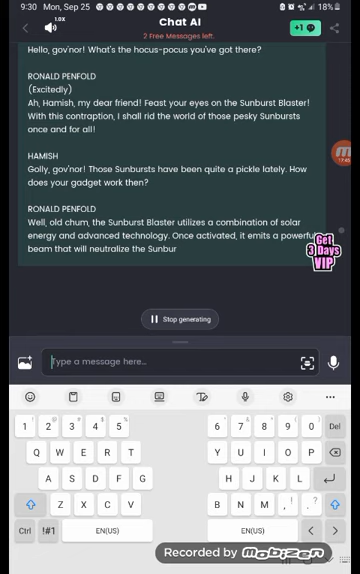 9:30 Mon, Sep 25
18%
1.0X
Chat AI
2 Free Messages left.
+1
Hello, gov'nor! What's the hocus-pocus you've got there?
RONALD PENFOLD
(Excitedly)
Ah, Hamish, my dear friend! Feast your eyes on the Sunburst Blaster!
With this contraption, I shall rid the world of those pesky Sunbursts
once and for all!
HAMISH
Golly, gov'nor! Those Sunbursts have been quite a pickle lately. How
does your gadget work then?
RONALD PENFOLD
Well, old chum, the Sunburst Blaster utilizes a combination of solar
energy and advanced technology. Once activated, it emits a powerful
beam that will neutralize the Sunbur
m
17:45
Get
3 Days
VIP
Stop generating
Type a message here...
1 2 3 4 5 6 7 8 9 0 Del
Q W E R T Y U I O P
A S D F G H J K L
Z X C V B N M , ! . ?
Ctrl !#1 EN(US) EN(US) < >
Recorded by mobizen